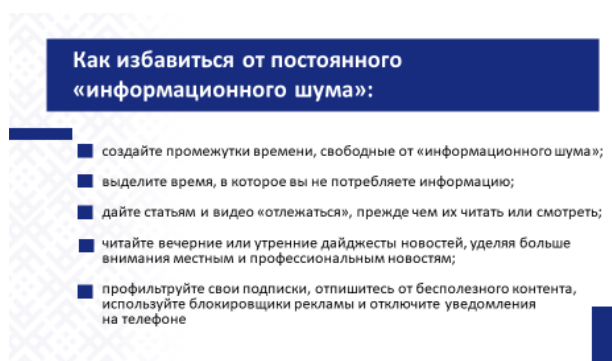 Как избавиться от постоянного
«информационного шума»:
создайте промежутки времени, свободные от «информационного шума»;
выделите время, в которое вы не потребляете информацию;
дайте статьям и видео «отлежаться», прежде чем их читать или смотреть;
читайте вечерние или утренние дайджесты новостей, уделяя больше
внимания местным и профессиональным новостям;
профильтруйте свои подписки, отпишитесь от бесполезного контента,
используйте блокировщики рекламы и отключите уведомления
на телефоне